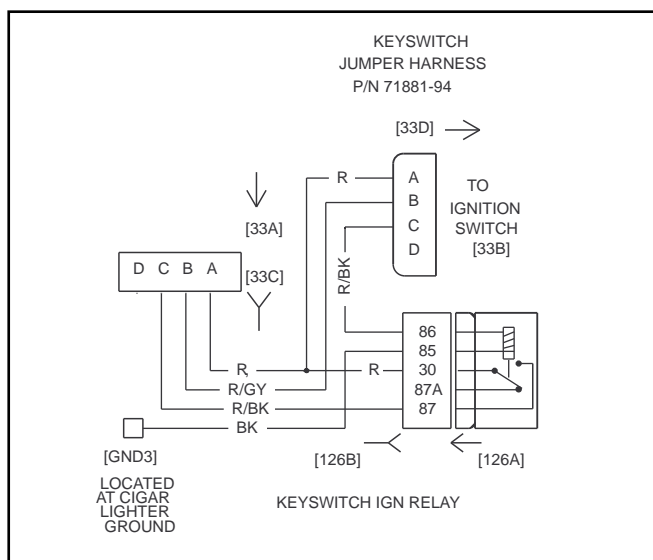 KEYSWITCH
JUMPER HARNESS
P/N 71881-94
[33D]
R
A
B
C
D
TO
IGNITION
SWITCH
[33B]
[33A]
D C B A
[33C]
R/BK
86
85
30
87A
87
R
R
R/GY
R/BK
BK
[GND3]
[126B]
[126A]
LOCATED
AT CIGAR
LIGHTER
GROUND
KEYSWITCH IGN RELAY